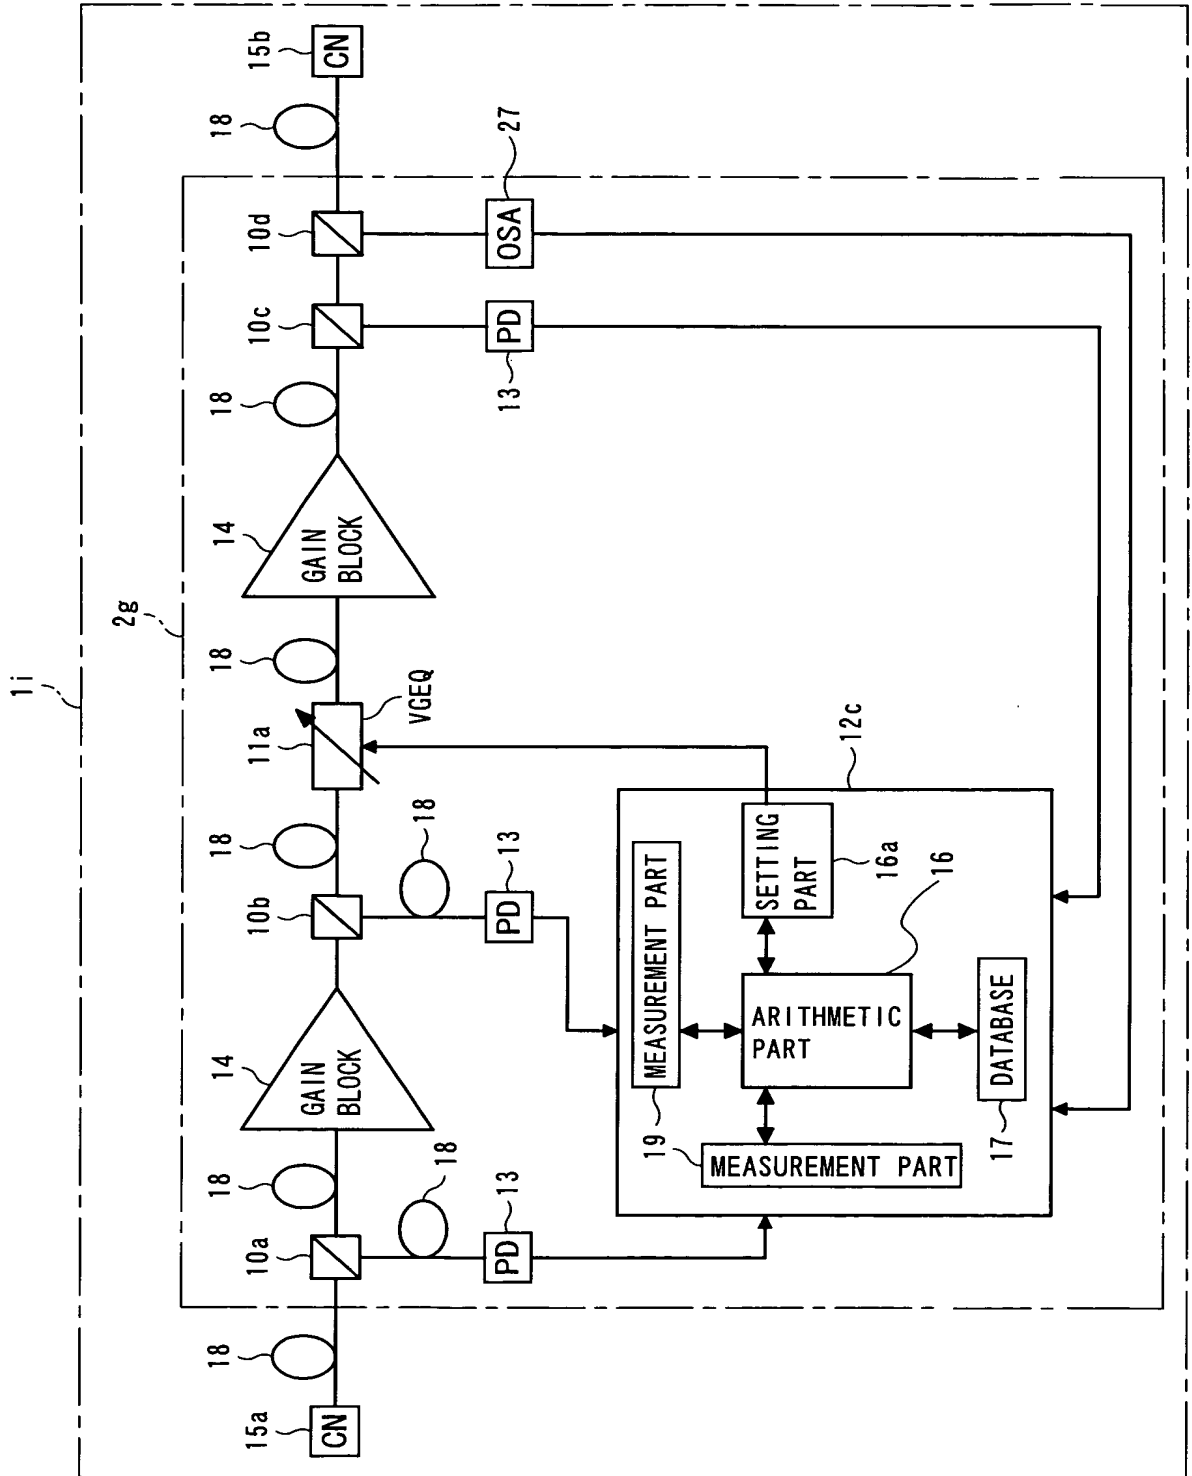 1i
2g
15a
CN
18
10a
18
14
GAIN
BLOCK
10b
18
11a
VGEQ
18
14
GAIN
BLOCK
18
10c
10d
18
15b
CN
18
13
PD
18
13
PD
13
PD
27
OSA
12c
19
MEASUREMENT PART
MEASUREMENT PART
SETTING
PART
16a
16
ARITHMETIC
PART
17
DATABASE